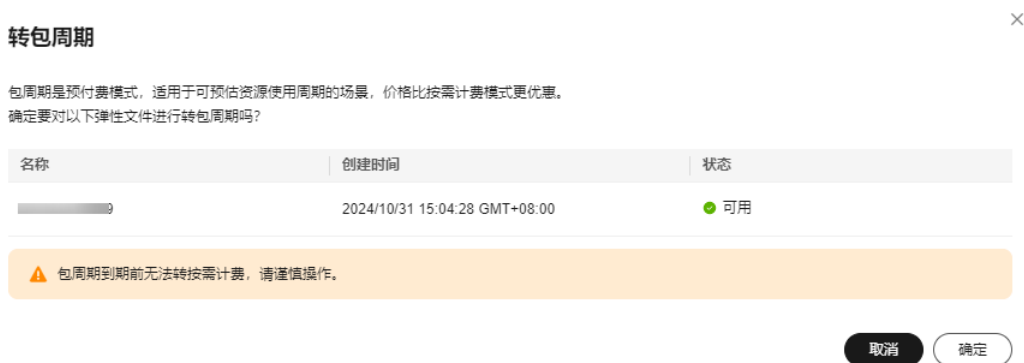 转包周期
包周期是预付费模式，适用于可预估资源使用周期的场景，价格比按需计费模式更优惠。
确定要对以下弹性文件进行转包周期吗？
名称 创建时间 状态
2024/10/31 15:04:28 GMT+08:00 可用
包周期到期前无法转按需计费，请谨慎操作。
取消 确定